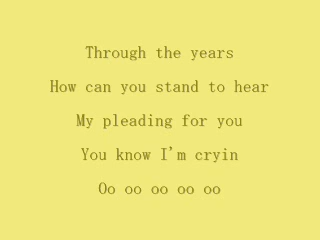 Through the years
How can you stand to hear
My pleading for you
You know I'm cryin
Oo oo oo oo oo